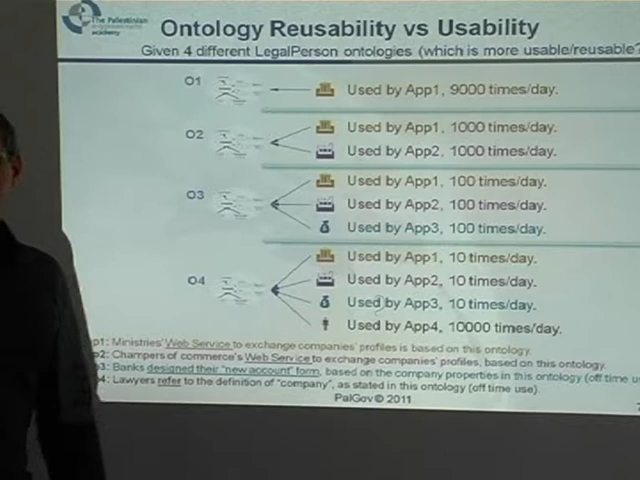 The Palestinian
academy
Ontology Reusability vs Usability
Given 4 different LegalPerson ontologies (which is more usable/reusable?
O1
Used by App1, 9000 times/day.
O2
Used by App1, 1000 times/day.
Used by App2, 1000 times/day.
O3
Used by App1, 100 times/day.
Used by App2, 100 times/day.
Used by App3, 100 times/day.
O4
Used by App1, 10 times/day.
Used by App2, 10 times/day.
Used by App3, 10 times/day.
Used by App4, 10000 times/day.
p1: Ministries' Web Service to exchange companies' profiles is based on this ontology.
p2: Champers of commerce's Web Service to exchange companies' profiles, based on this ontology.
p3: Banks designed their "new account" form, based on the company properties in this ontology (off time u
p4: Lawyers refer to the definition of "company", as stated in this ontology (off time use).
PalGov © 2011